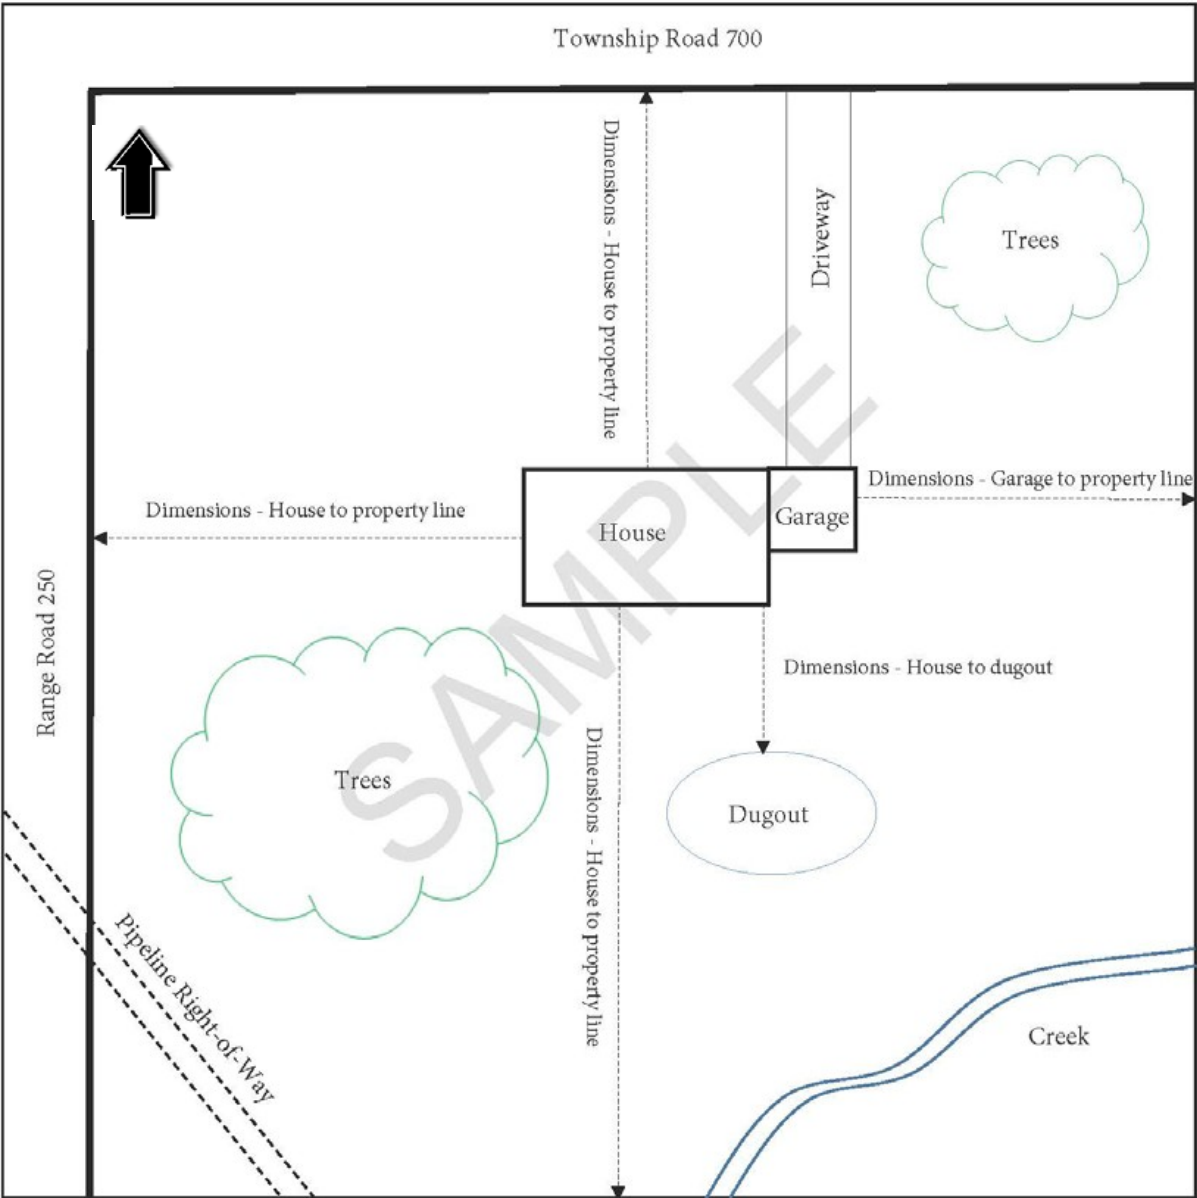 Township Road 700
Dimensions - House to property line
Driveway
Trees
Dimensions - Garage to property line
Dimensions - House to property line
House
Garage
Range Road 250
Dimensions - House to dugout
Trees
Dimensions - House to property line
Dugout
Pipeline Right-of-Way
Creek
SAMPLE